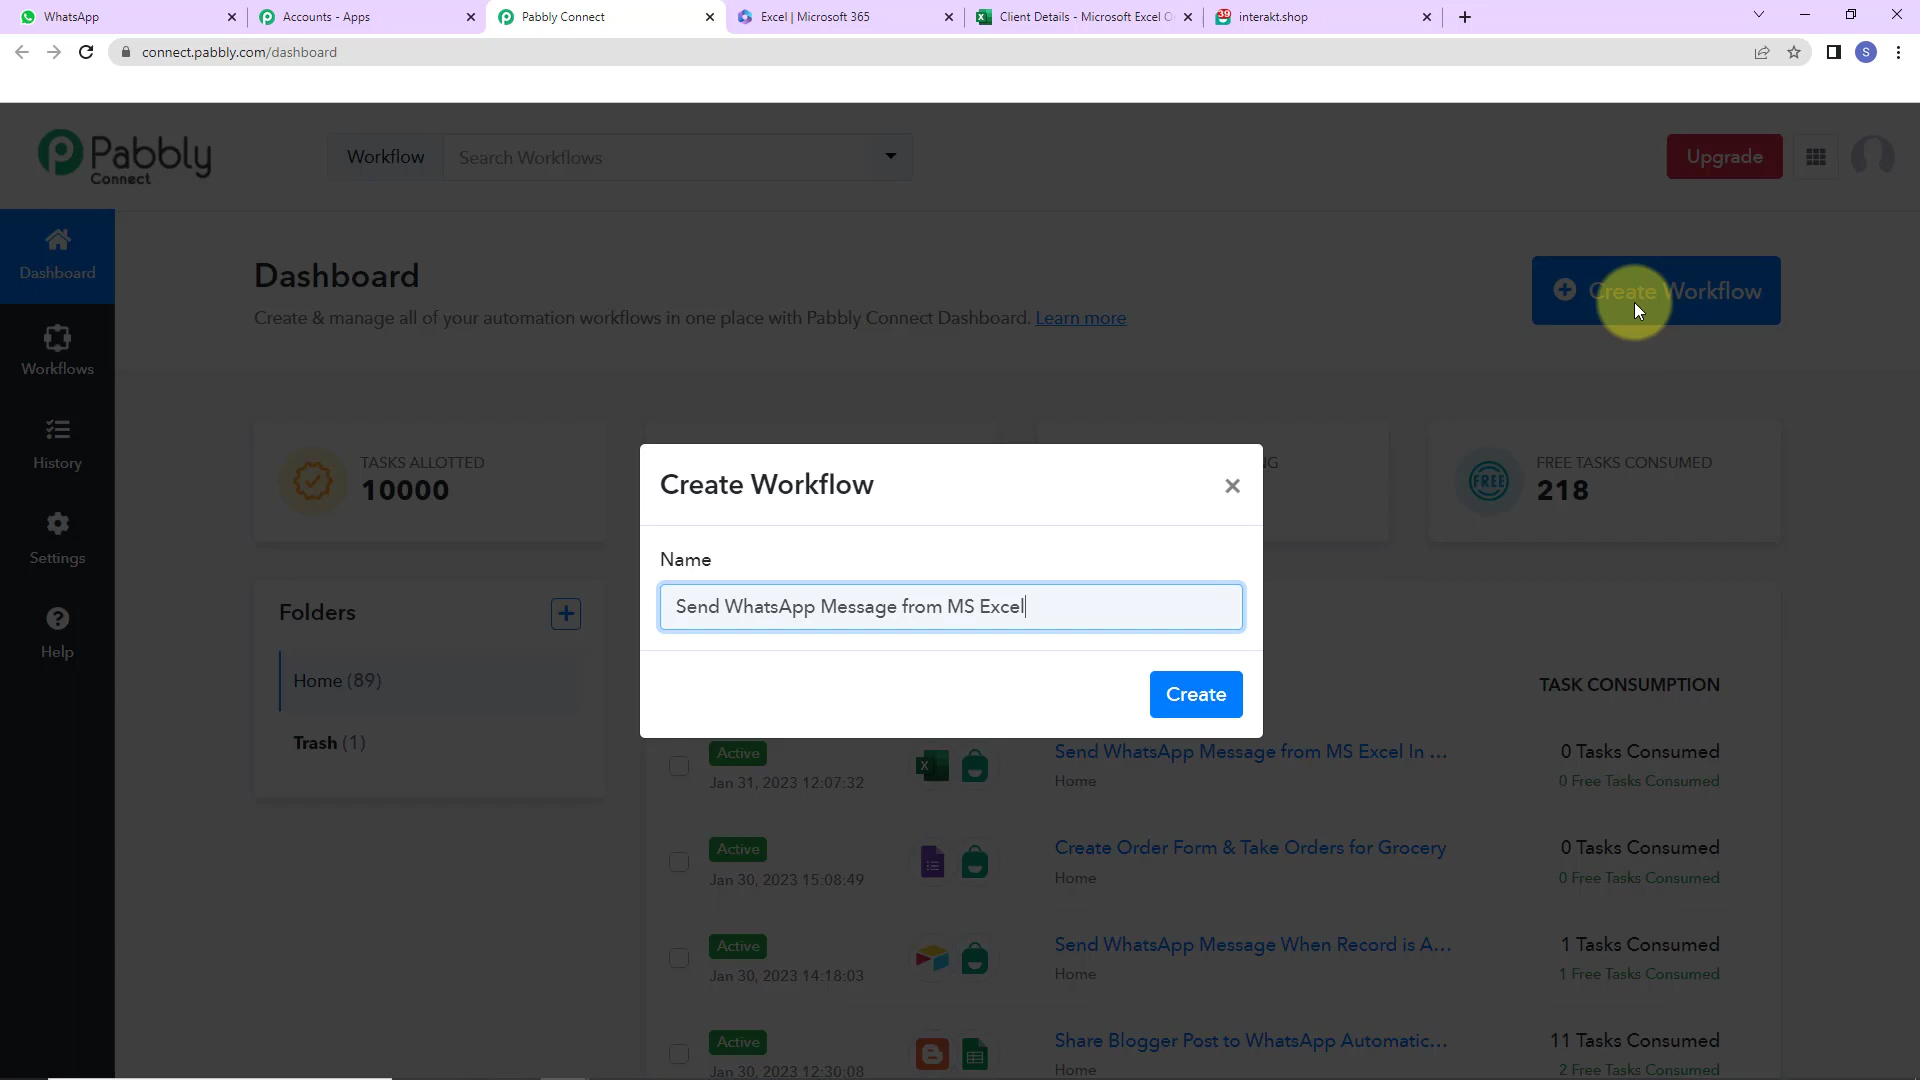 WhatsApp
Accounts - Apps
Pabbly Connect
Excel | Microsoft 365
Client Details - Microsoft Excel O
39
interakt.shop
connect.pabbly.com/dashboard
S
Pabbly
Connect
Workflow
Search Workflows
Upgrade
Dashboard
Workflows
History
Settings
Help
Dashboard
Create & manage all of your automation workflows in one place with Pabbly Connect Dashboard. Learn more
Create Workflow
TASKS ALLOTTED
10000
NG
FREE
FREE TASKS CONSUMED
218
Folders
Home (89)
Trash (1)
Create Workflow
Name
Send WhatsApp Message from MS Excel
Create
TASK CONSUMPTION
Active
Jan 31, 2023 12:07:32
Send WhatsApp Message from MS Excel In ...
Home
0 Tasks Consumed
0 Free Tasks Consumed
Active
Jan 30, 2023 15:08:49
Create Order Form & Take Orders for Grocery
Home
0 Tasks Consumed
0 Free Tasks Consumed
Active
Jan 30, 2023 14:18:03
Send WhatsApp Message When Record is A...
Home
1 Tasks Consumed
1 Free Tasks Consumed
Active
Jan 30, 2023 12:30:08
Share Blogger Post to WhatsApp Automatic...
Home
11 Tasks Consumed
2 Free Tasks Consumed